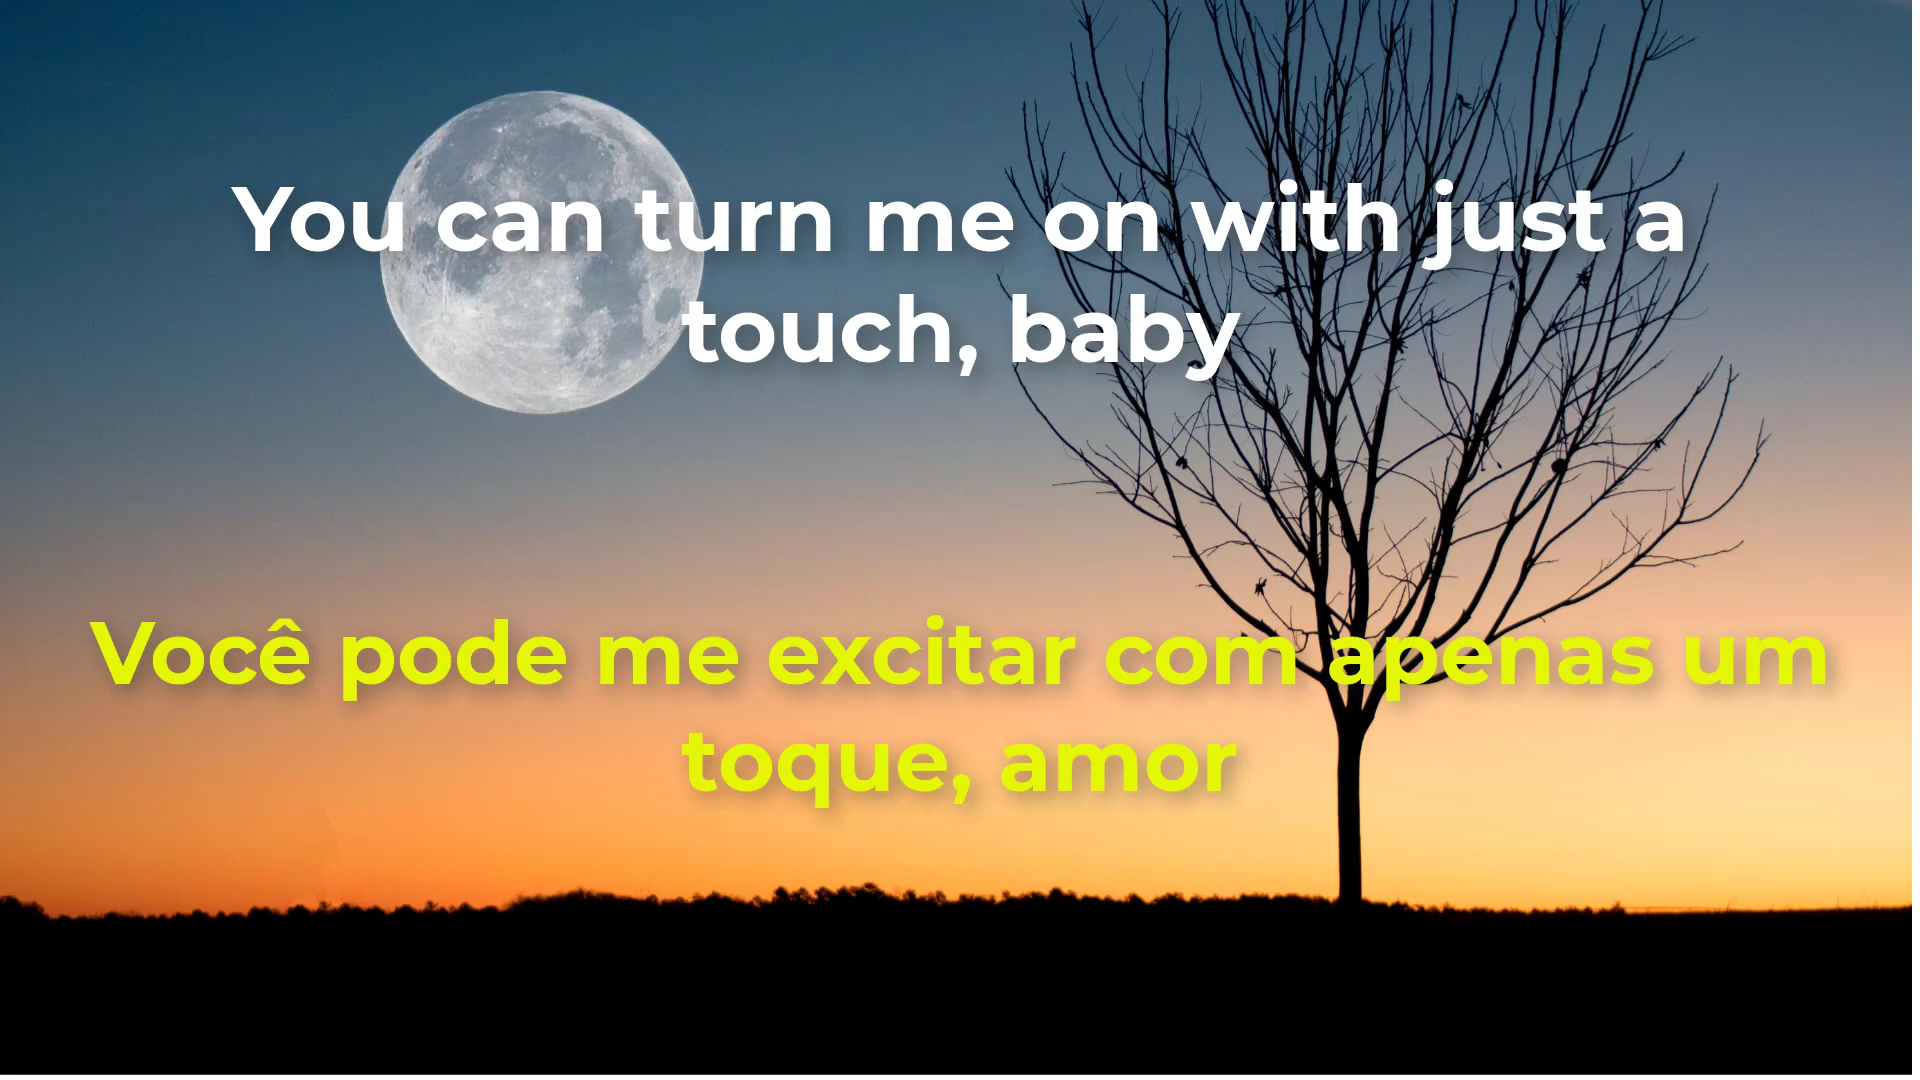 You can turn me on with just a
touch, baby
Você pode me excitar com apenas um
toque, amor